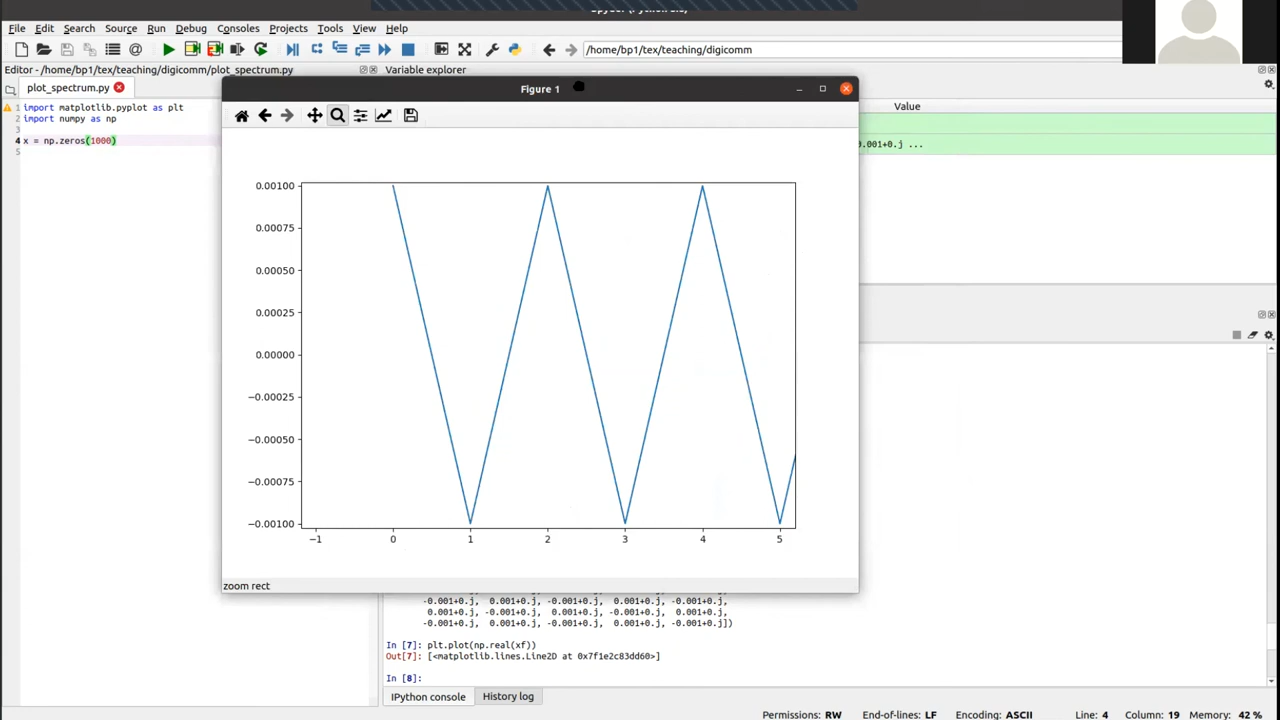 File Edit Search Source Run Debug Consoles Projects Tools View Help
/home/bp1/tex/teaching/digicomm
Editor - /home/bp1/tex/teaching/digicomm/plot_spectrum.py
Variable explorer
plot_spectrum.py
1 import matplotlib.pyplot as plt
2 import numpy as np
3
4 x = np.zeros(1000)
5
Value
0.001+0.j ...
Figure 1
0.00100
0.00075
0.00050
0.00025
0.00000
−0.00025
−0.00050
−0.00075
−0.00100
−1 0 1 2 3 4 5
zoom rect
-0.001+0.j, 0.001+0.j, -0.001+0.j, 0.001+0.j,
0.001+0.j, -0.001+0.j, 0.001+0.j, -0.001+0.j, 0.001+0.j,
-0.001+0.j, 0.001+0.j, -0.001+0.j, 0.001+0.j, -0.001+0.j])
In [7]: plt.plot(np.real(xf))
Out[7]: [<matplotlib.lines.Line2D at 0x7f1e2c83dd60>]
In [8]:
IPython console History log
Permissions: RW End-of-lines: LF Encoding: ASCII Line: 4 Column: 19 Memory: 42 %